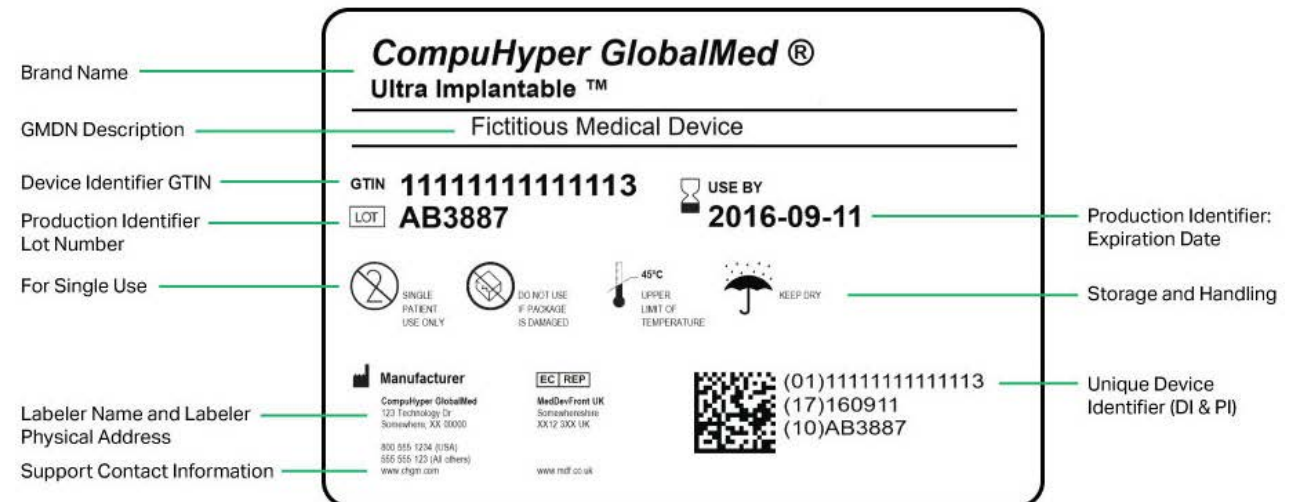 Brand Name
GMDN Description
Device Identifier GTIN
Production Identifier
Lot Number
For Single Use
Labeler Name and Labeler
Physical Address
Support Contact Information
CompuHyper GlobalMed ®
Ultra Implantable ™
Fictitious Medical Device
GTIN 11111111111113
LOT AB3887
USE BY
2016-09-11
2
SINGLE
PATIENT
USE ONLY
DO NOT USE
IF PACKAGE
IS DAMAGED
45°C
UPPER
LIMIT OF
TEMPERATURE
KEEP DRY
Manufacturer
CompuHyper GlobalMed
123 Technology Dr
Somewhere, XX 00000
800 555 1234 (USA)
555 555 123 (All others)
www.chgm.com
EC REP
MedDevFront UK
Somewhereshire
XX12 3XX UK
www.mdf.co.uk
(01)11111111111113
(17)160911
(10)AB3887
Production Identifier:
Expiration Date
Storage and Handling
Unique Device
Identifier (DI & PI)